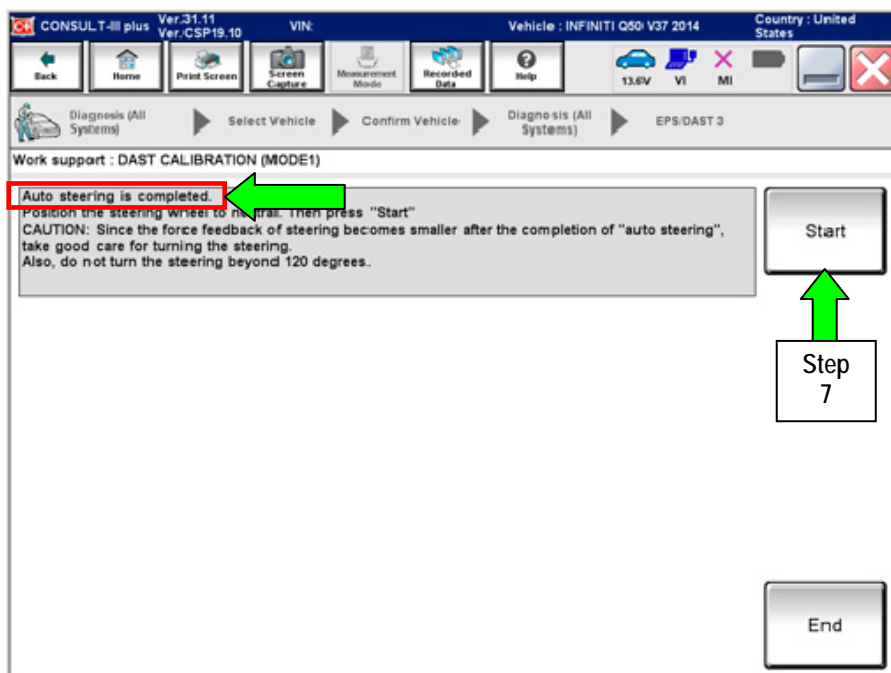 CONSULT-III plus Ver.31.11 VIN: Vehicle : INFINITI Q50 V37 2014 Country : United
Ver.CSP19.10 States
Back Home Print Screen Screen Capture Measurement Mode Recorded Data Help 13.6V VI MI
Diagnosis (All Systems) Select Vehicle Confirm Vehicle Diagnosis (All Systems) EPS/DAST 3
Work support : DAST CALIBRATION (MODE1)
Auto steering is completed.
Position the steering wheel to neutral. Then press "Start"
CAUTION: Since the force feedback of steering becomes smaller after the completion of "auto steering",
take good care for turning the steering.
Also, do not turn the steering beyond 120 degrees..
Start
Step
7
End